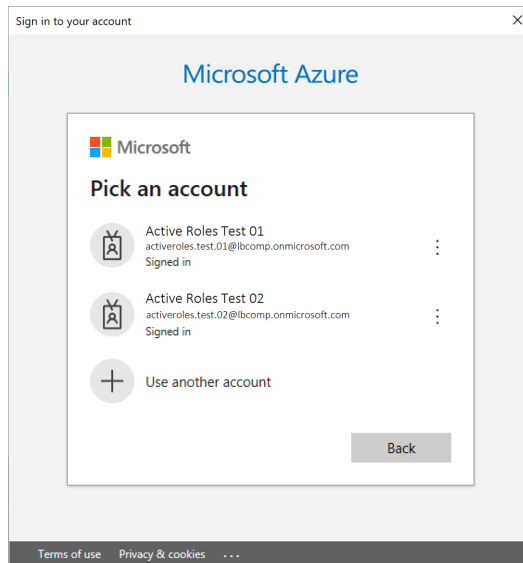 Sign in to your account
Microsoft Azure
Microsoft
Pick an account
Active Roles Test 01
activeroles.test.01@lbcomp.onmicrosoft.com
Signed in
Active Roles Test 02
activeroles.test.02@lbcomp.onmicrosoft.com
Signed in
Use another account
Back
Terms of use Privacy & cookies ...